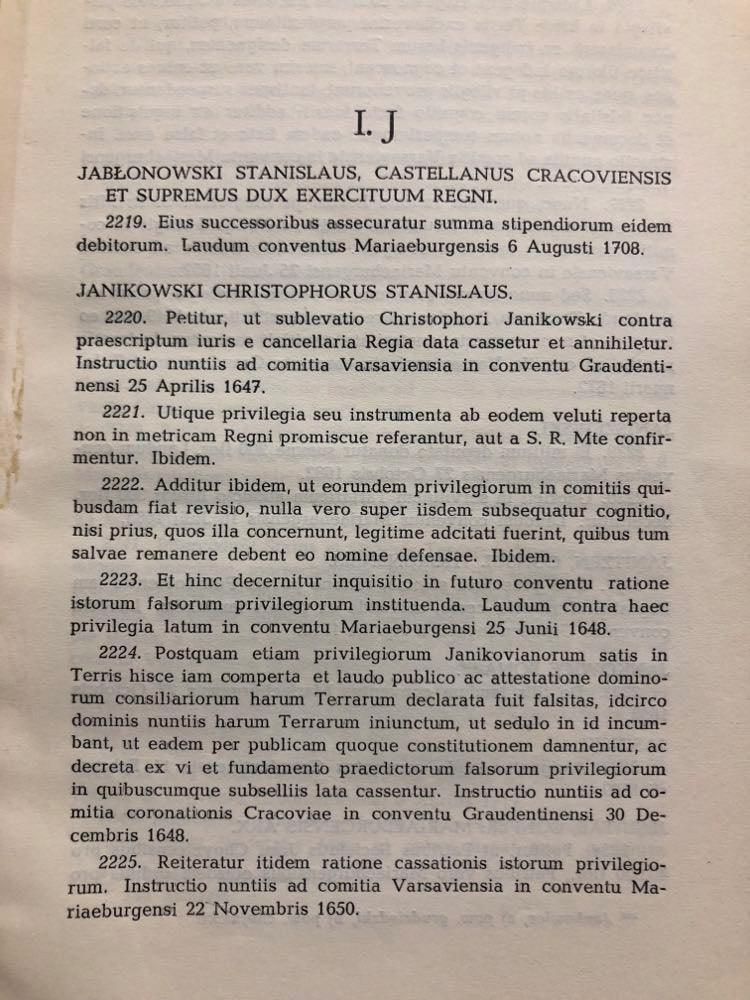 I. J
JABŁONOWSKI STANISLAUS, CASTELLANUS CRACOVIENSIS
ET SUPREMUS DUX EXERCITUUM REGNI.
2219. Eius successoribus assecuratur summa stipendiorum eidem
debitorum. Laudum conventus Mariaeburgensis 6 Augusti 1708.
JANIKOWSKI CHRISTOPHORUS STANISLAUS.
2220. Petitur, ut sublevatio Christophori Janikowski contra
praescriptum iuris e cancellaria Regia data cassetur et annihiletur.
Instructio nuntiis ad comitia Varsaviensia in conventu Graudenti-
nensi 25 Aprilis 1647.
2221. Utique privilegia seu instrumenta ab eodem veluti reperta
non in metricam Regni promiscue referantur, aut a S. R. Mte confir-
mentur. Ibidem.
2222. Additur ibidem, ut eorundem privilegiorum in comitiis qui-
busdam fiat revisio, nulla vero super iisdem subsequatur cognitio,
nisi prius, quos illa concernunt, legitime adcitati fuerint, quibus tum
salvae remanere debent eo nomine defensae. Ibidem.
2223. Et hinc decernitur inquisitio in futuro conventu ratione
istorum falsorum privilegiorum instituenda. Laudum contra haec
privilegia latum in conventu Mariaeburgensi 25 Junii 1648.
2224. Postquam etiam privilegiorum Janikovianorum satis in
Terris hisce iam comperta et laudo publico ac attestatione domino-
rum consiliariorum harum Terrarum declarata fuit falsitas, idcirco
dominis nuntiis harum Terrarum iniunctum, ut sedulo in id incum-
bant, ut eadem per publicam quoque constitutionem damnentur, ac
decreta ex vi et fundamento praedictorum falsorum privilegiorum
in quibuscumque subselliis lata cassentur. Instructio nuntiis ad co-
mitia coronationis Cracoviae in conventu Graudentinensi 30 De-
cembris 1648.
2225. Reiteratur itidem ratione cassationis istorum privilegio-
rum. Instructio nuntiis ad comitia Varsaviensia in conventu Ma-
riaeburgensi 22 Novembris 1650.